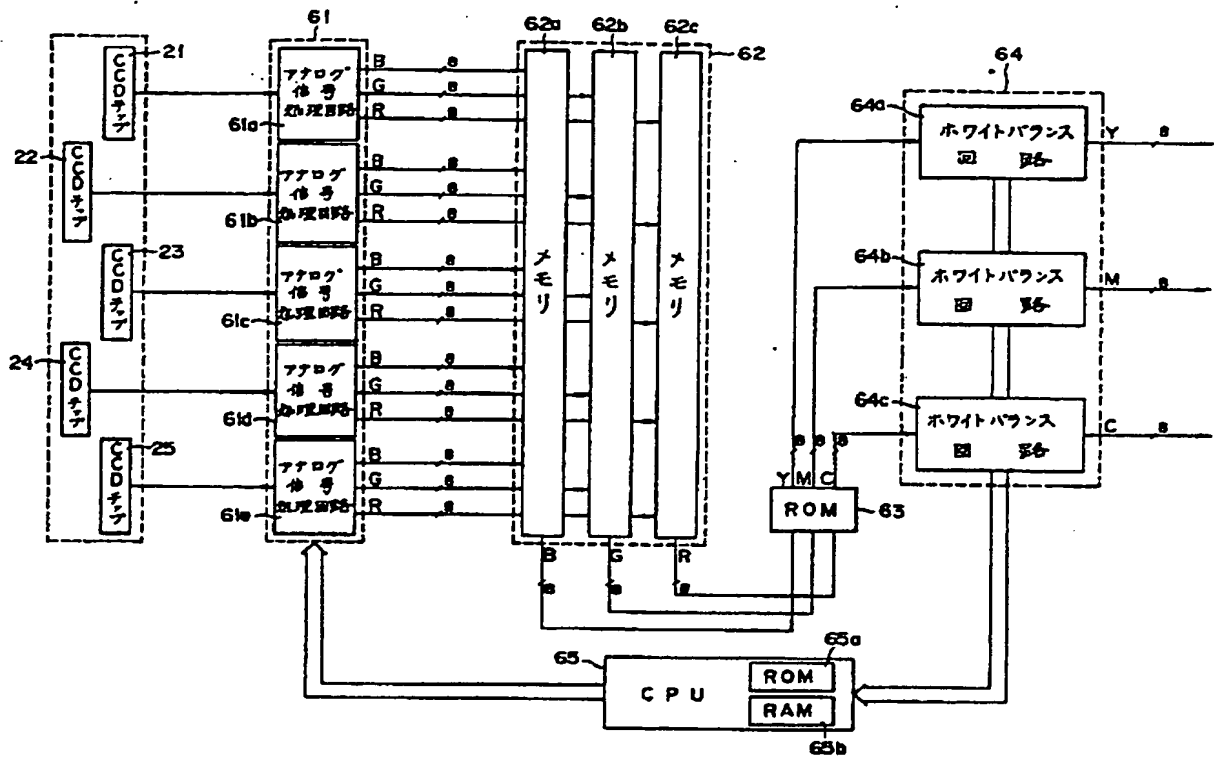 61
62a
62b
62c
62
64
21
CCDチップ
アナログ
信号
処理回路
61a
B
8
G
8
R
8
22
CCDチップ
アナログ
信号
処理回路
61b
B
8
G
8
R
8
23
CCDチップ
アナログ
信号
処理回路
61c
B
8
G
8
R
8
24
CCDチップ
アナログ
信号
処理回路
61d
B
8
G
8
R
8
25
CCDチップ
アナログ
信号
処理回路
61e
B
8
G
8
R
8
メモリ
メモリ
メモリ
B
8
G
8
R
8
64a
ホワイトバランス
回路
Y
8
64b
ホワイトバランス
回路
M
8
64c
ホワイトバランス
回路
C
8
8
8
8
Y M C
ROM
63
65
CPU
65a
ROM
RAM
65b